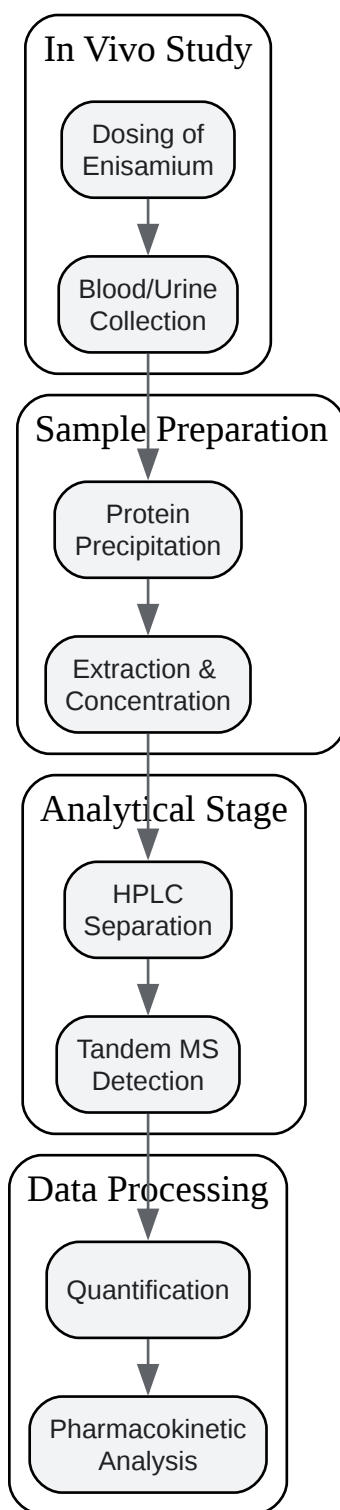 In Vivo Study
Dosing of
Enisamium
Blood/Urine
Collection
Sample Preparation
Protein
Precipitation
Extraction &
Concentration
Analytical Stage
HPLC
Separation
Tandem MS
Detection
Data Processing
Quantification
Pharmacokinetic
Analysis